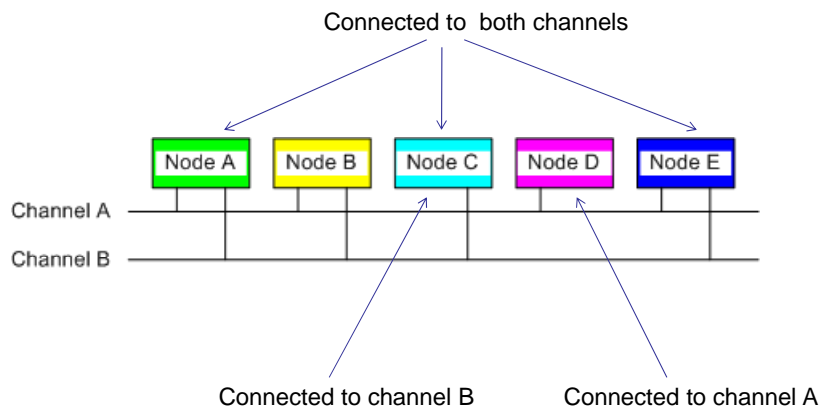 Connected to both channels
Node A Node B Node C Node D Node E
Channel A
Channel B
Connected to channel B Connected to channel A